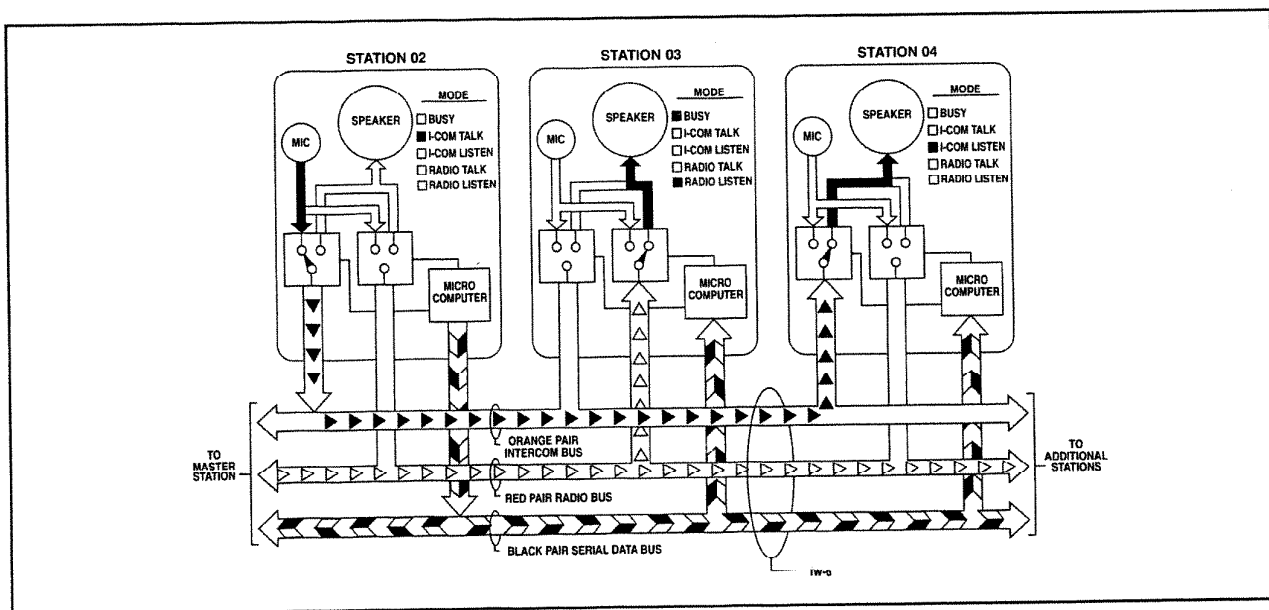 STATION 02
MIC
SPEAKER
MODE
BUSY
I-COM TALK
I-COM LISTEN
RADIO TALK
RADIO LISTEN
MICRO
COMPUTER
STATION 03
MIC
SPEAKER
MODE
BUSY
I-COM TALK
I-COM LISTEN
RADIO TALK
RADIO LISTEN
MICRO
COMPUTER
STATION 04
MIC
SPEAKER
MODE
BUSY
I-COM TALK
I-COM LISTEN
RADIO TALK
RADIO LISTEN
MICRO
COMPUTER
TO
MASTER
STATION
ORANGE PAIR
INTERCOM BUS
RED PAIR RADIO BUS
BLACK PAIR SERIAL DATA BUS
TO
ADDITIONAL
STATIONS